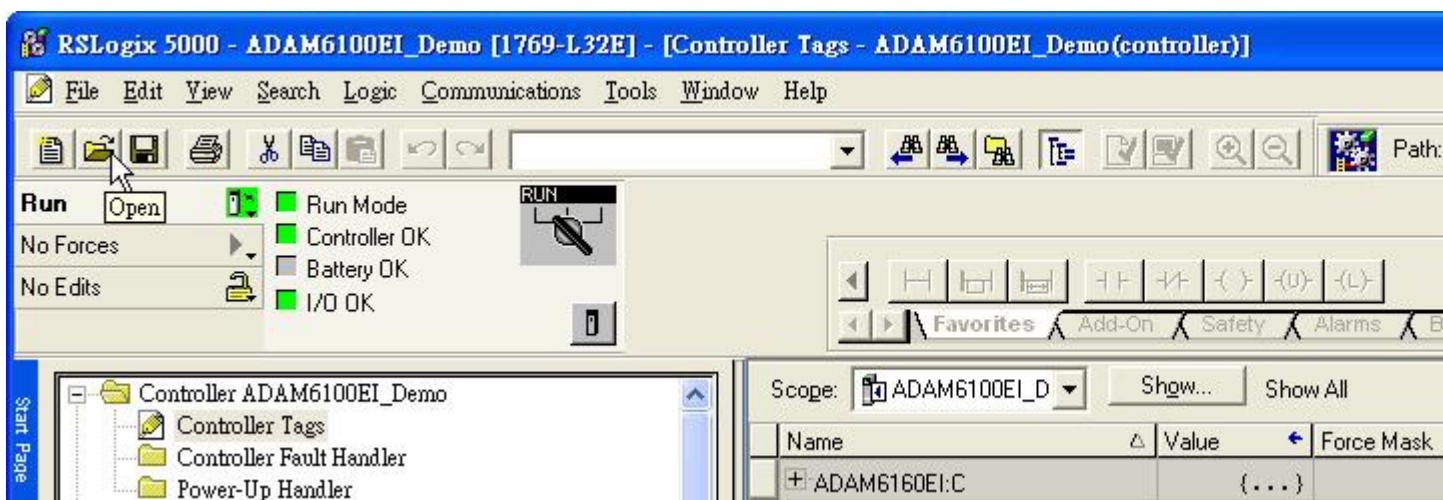 RSLogix 5000 - ADAM6100EI_Demo [1769-L32E] - [Controller Tags - ADAM6100EI_Demo(controller)]
File Edit View Search Logic Communications Tools Window Help
Path:
Run
Open
Run Mode
RUN
No Forces
Controller OK
Battery OK
No Edits
I/O OK
(U) (L)
Favorites Add-On Safety Alarms B
Start Page
Controller ADAM6100EI_Demo
Controller Tags
Controller Fault Handler
Power-Up Handler
Scope: ADAM6100EI_D Show... Show All
Name Value Force Mask
ADAM6160EI:C {...}